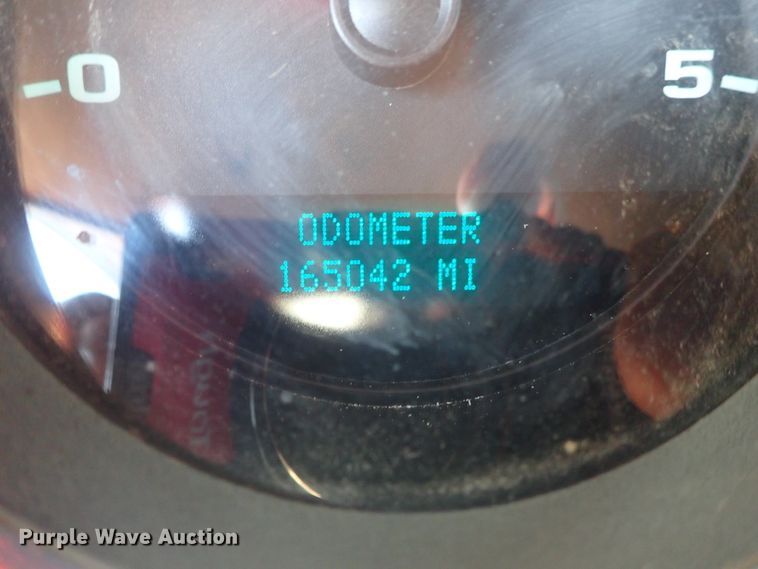 0 5
ODOMETER
165042 MI
Purple Wave Auction